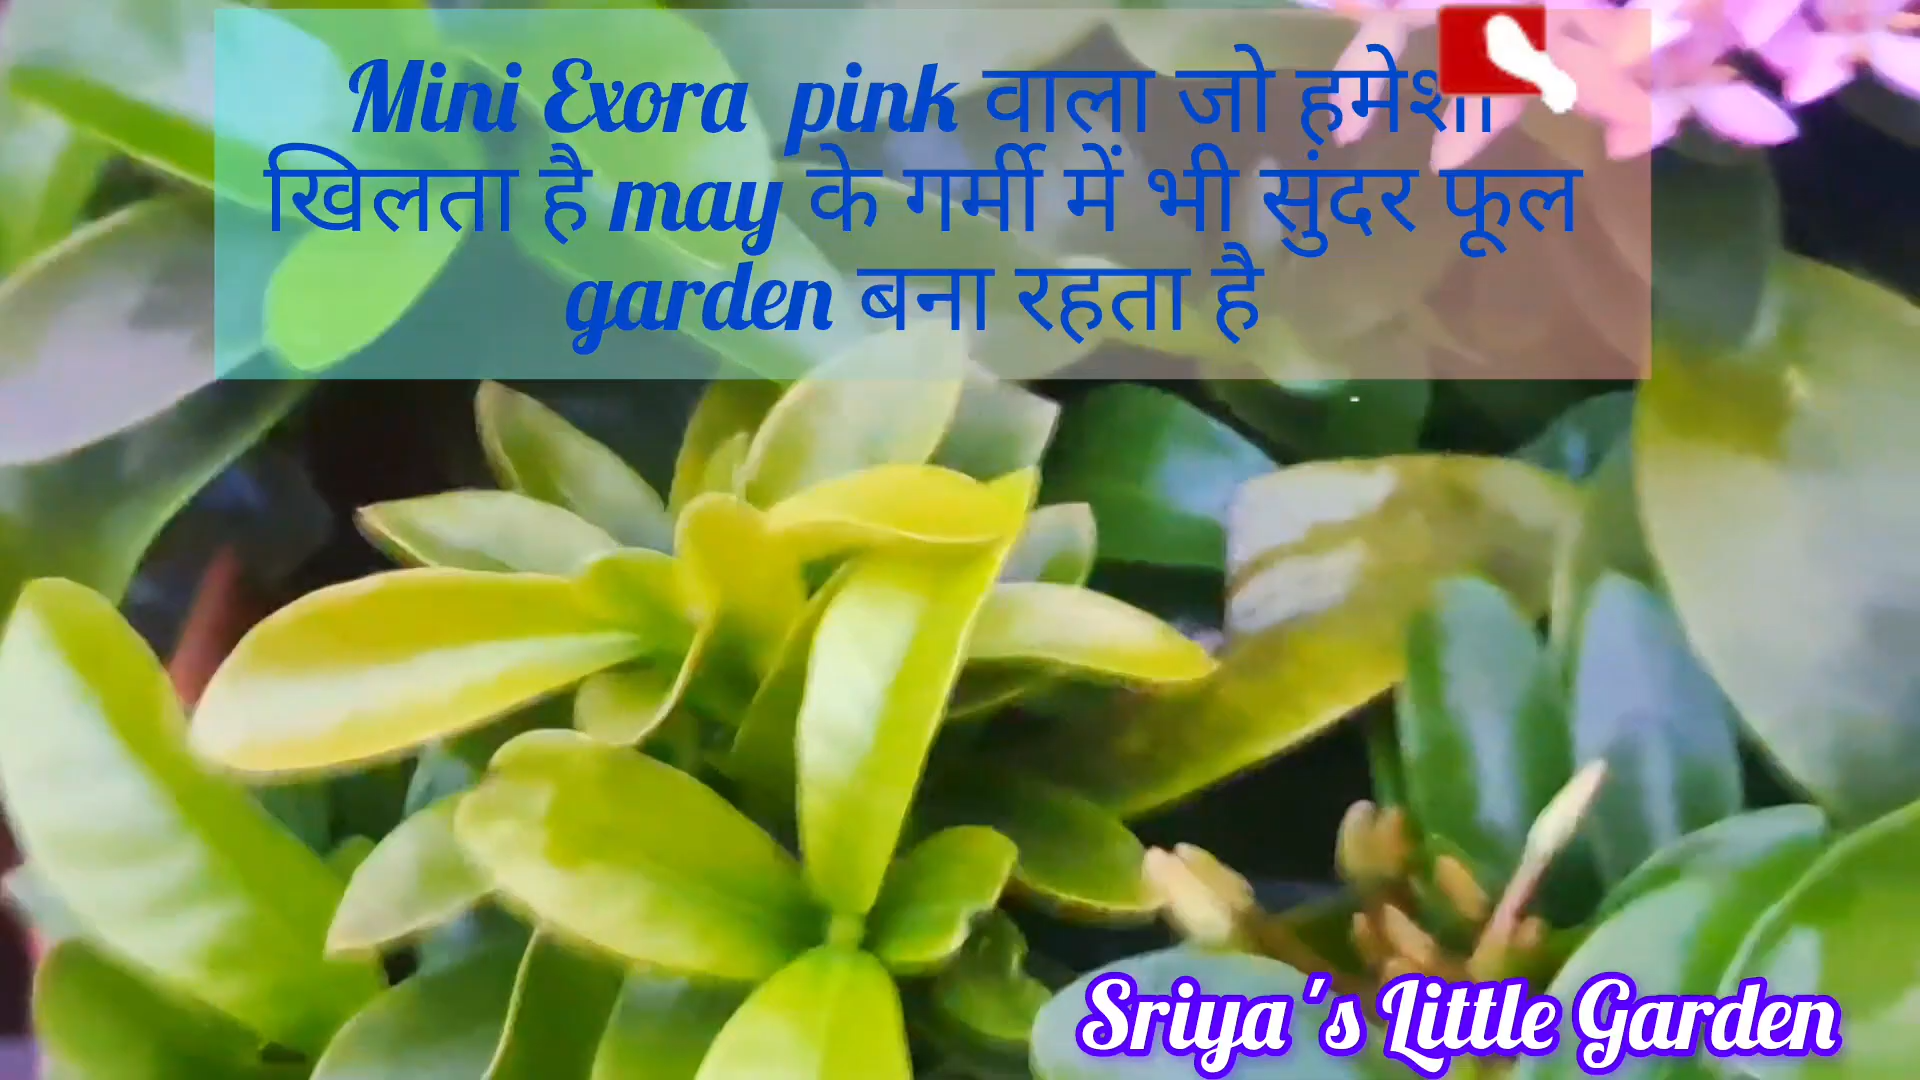 Mini Exora pink वाला जो हमेशा
खिलता है may के गर्मी में भी सुंदर फूल
garden बना रहता है
Sriya's Little Garden